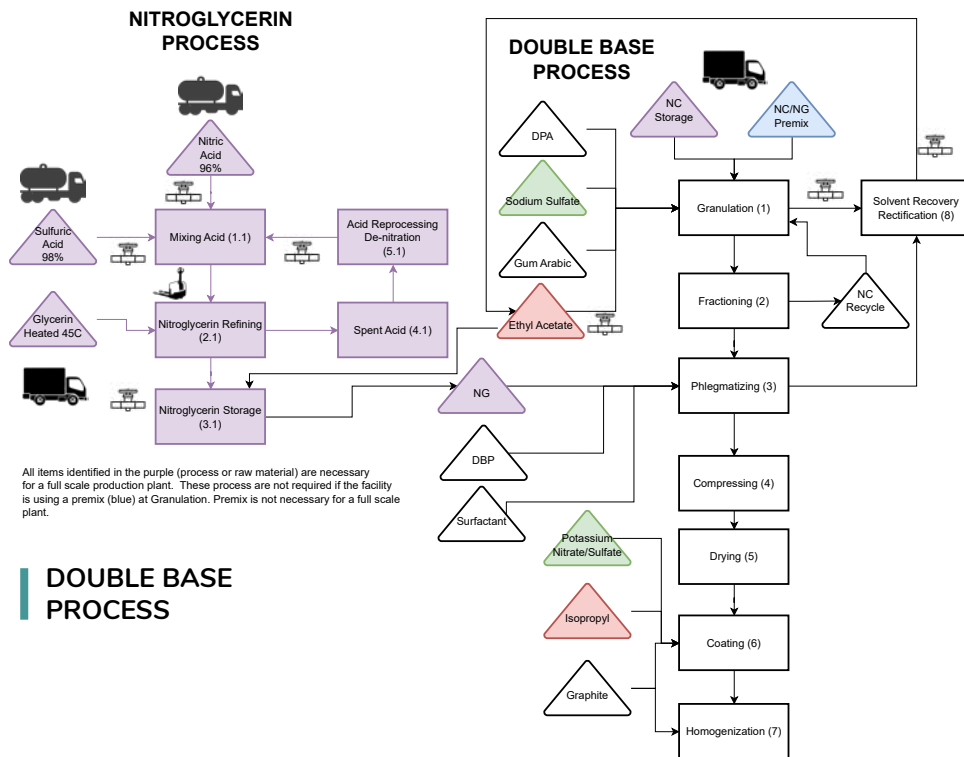 NITROGLYCERIN
PROCESS
DOUBLE BASE
PROCESS
Nitric
Acid
96%
Sulfuric
Acid
98%
Mixing Acid (1.1)
Acid Reprocessing
De-nitration
(5.1)
Glycerin
Heated 45C
Nitroglycerin Refining
(2.1)
Spent Acid (4.1)
Nitroglycerin Storage
(3.1)
DPA
Sodium Sulfate
Gum Arabic
Ethyl Acetate
NC
Storage
NC/NG
Premix
Granulation (1)
Solvent Recovery
Rectification (8)
Fractioning (2)
NC
Recycle
NG
Phlegmatizing (3)
DBP
Surfactant
Compressing (4)
Potassium
Nitrate/Sulfate
Drying (5)
Isopropyl
Coating (6)
Graphite
Homogenization (7)
All items identified in the purple (process or raw material) are necessary
for a full scale production plant. These process are not required if the facility
is using a premix (blue) at Granulation. Premix is not necessary for a full scale
plant.
DOUBLE BASE
PROCESS